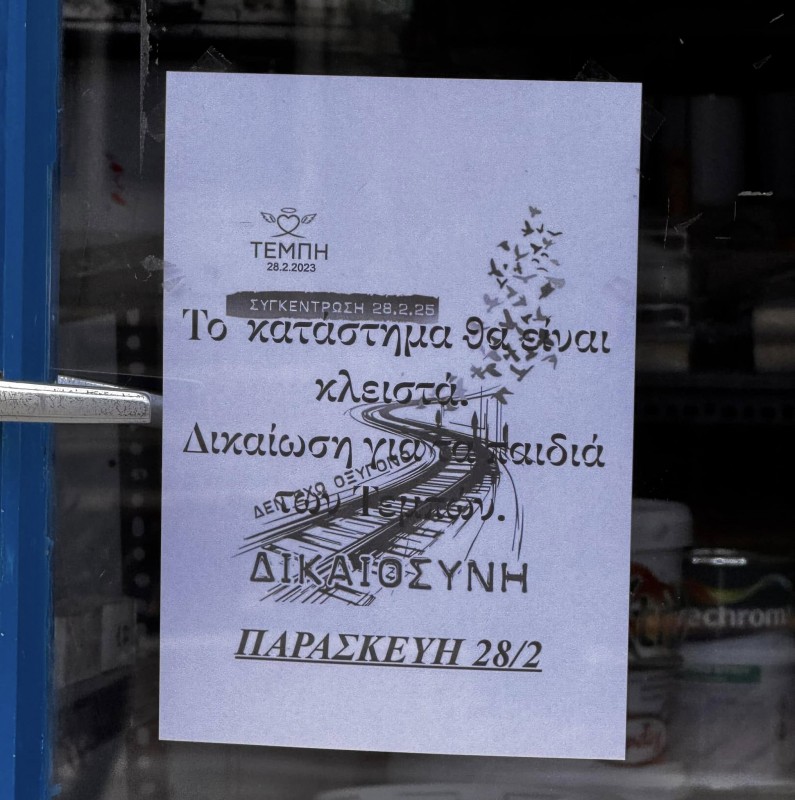 ΤΕΜΠΗ
28.2.2023
ΣΥΓΚΕΝΤΡΩΣΗ 28.2.25
Το κατάστημα θα είναι
κλειστά.
Δικαίωση για τα παιδιά
των Τεμπών.
ΔΕΝ ΕΧΩ ΟΞΥΓΟΝΟ
ΔΙΚΑΙΟΣΥΝΗ
ΠΑΡΑΣΚΕΥΗ 28/2
echrom